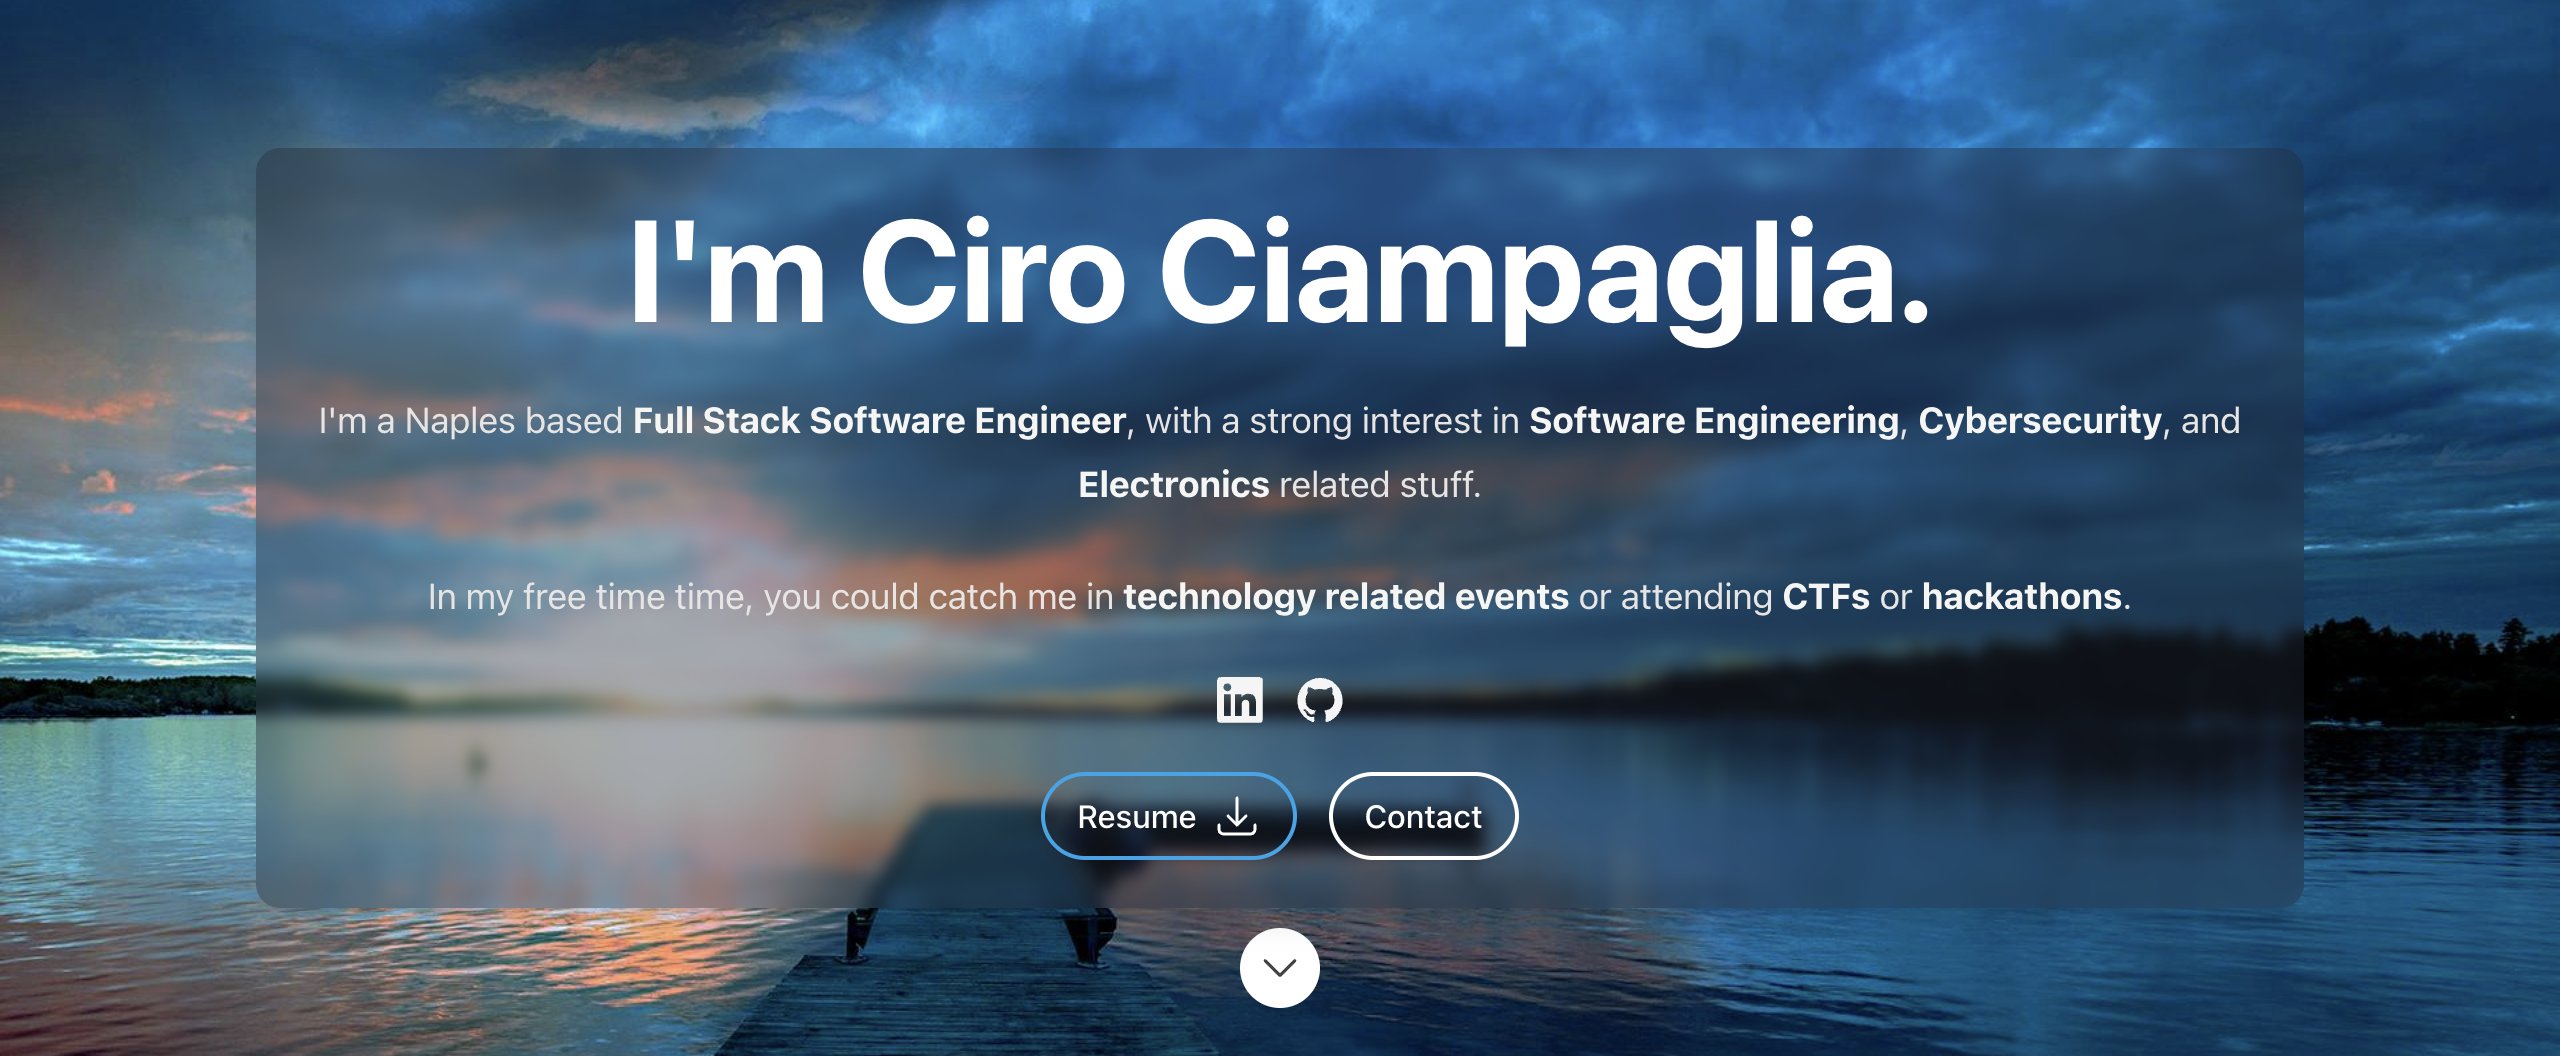 I'm Ciro Ciampaglia.
I'm a Naples based Full Stack Software Engineer, with a strong interest in Software Engineering, Cybersecurity, and
Electronics related stuff.
In my free time time, you could catch me in technology related events or attending CTFs or hackathons.
in
Resume
Contact